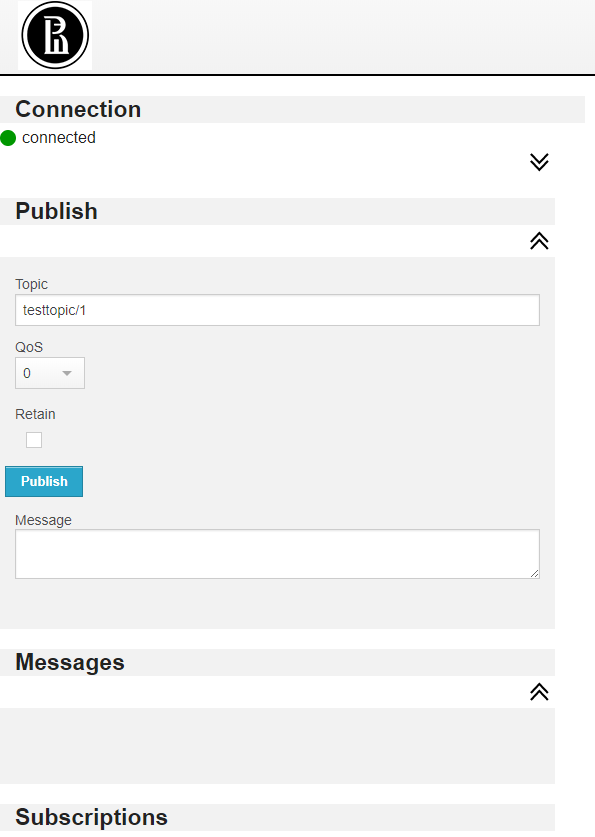 Connection
connected
Publish
Topic
testtopic/1
QoS
0
Retain
Publish
Message
Messages
Subscriptions